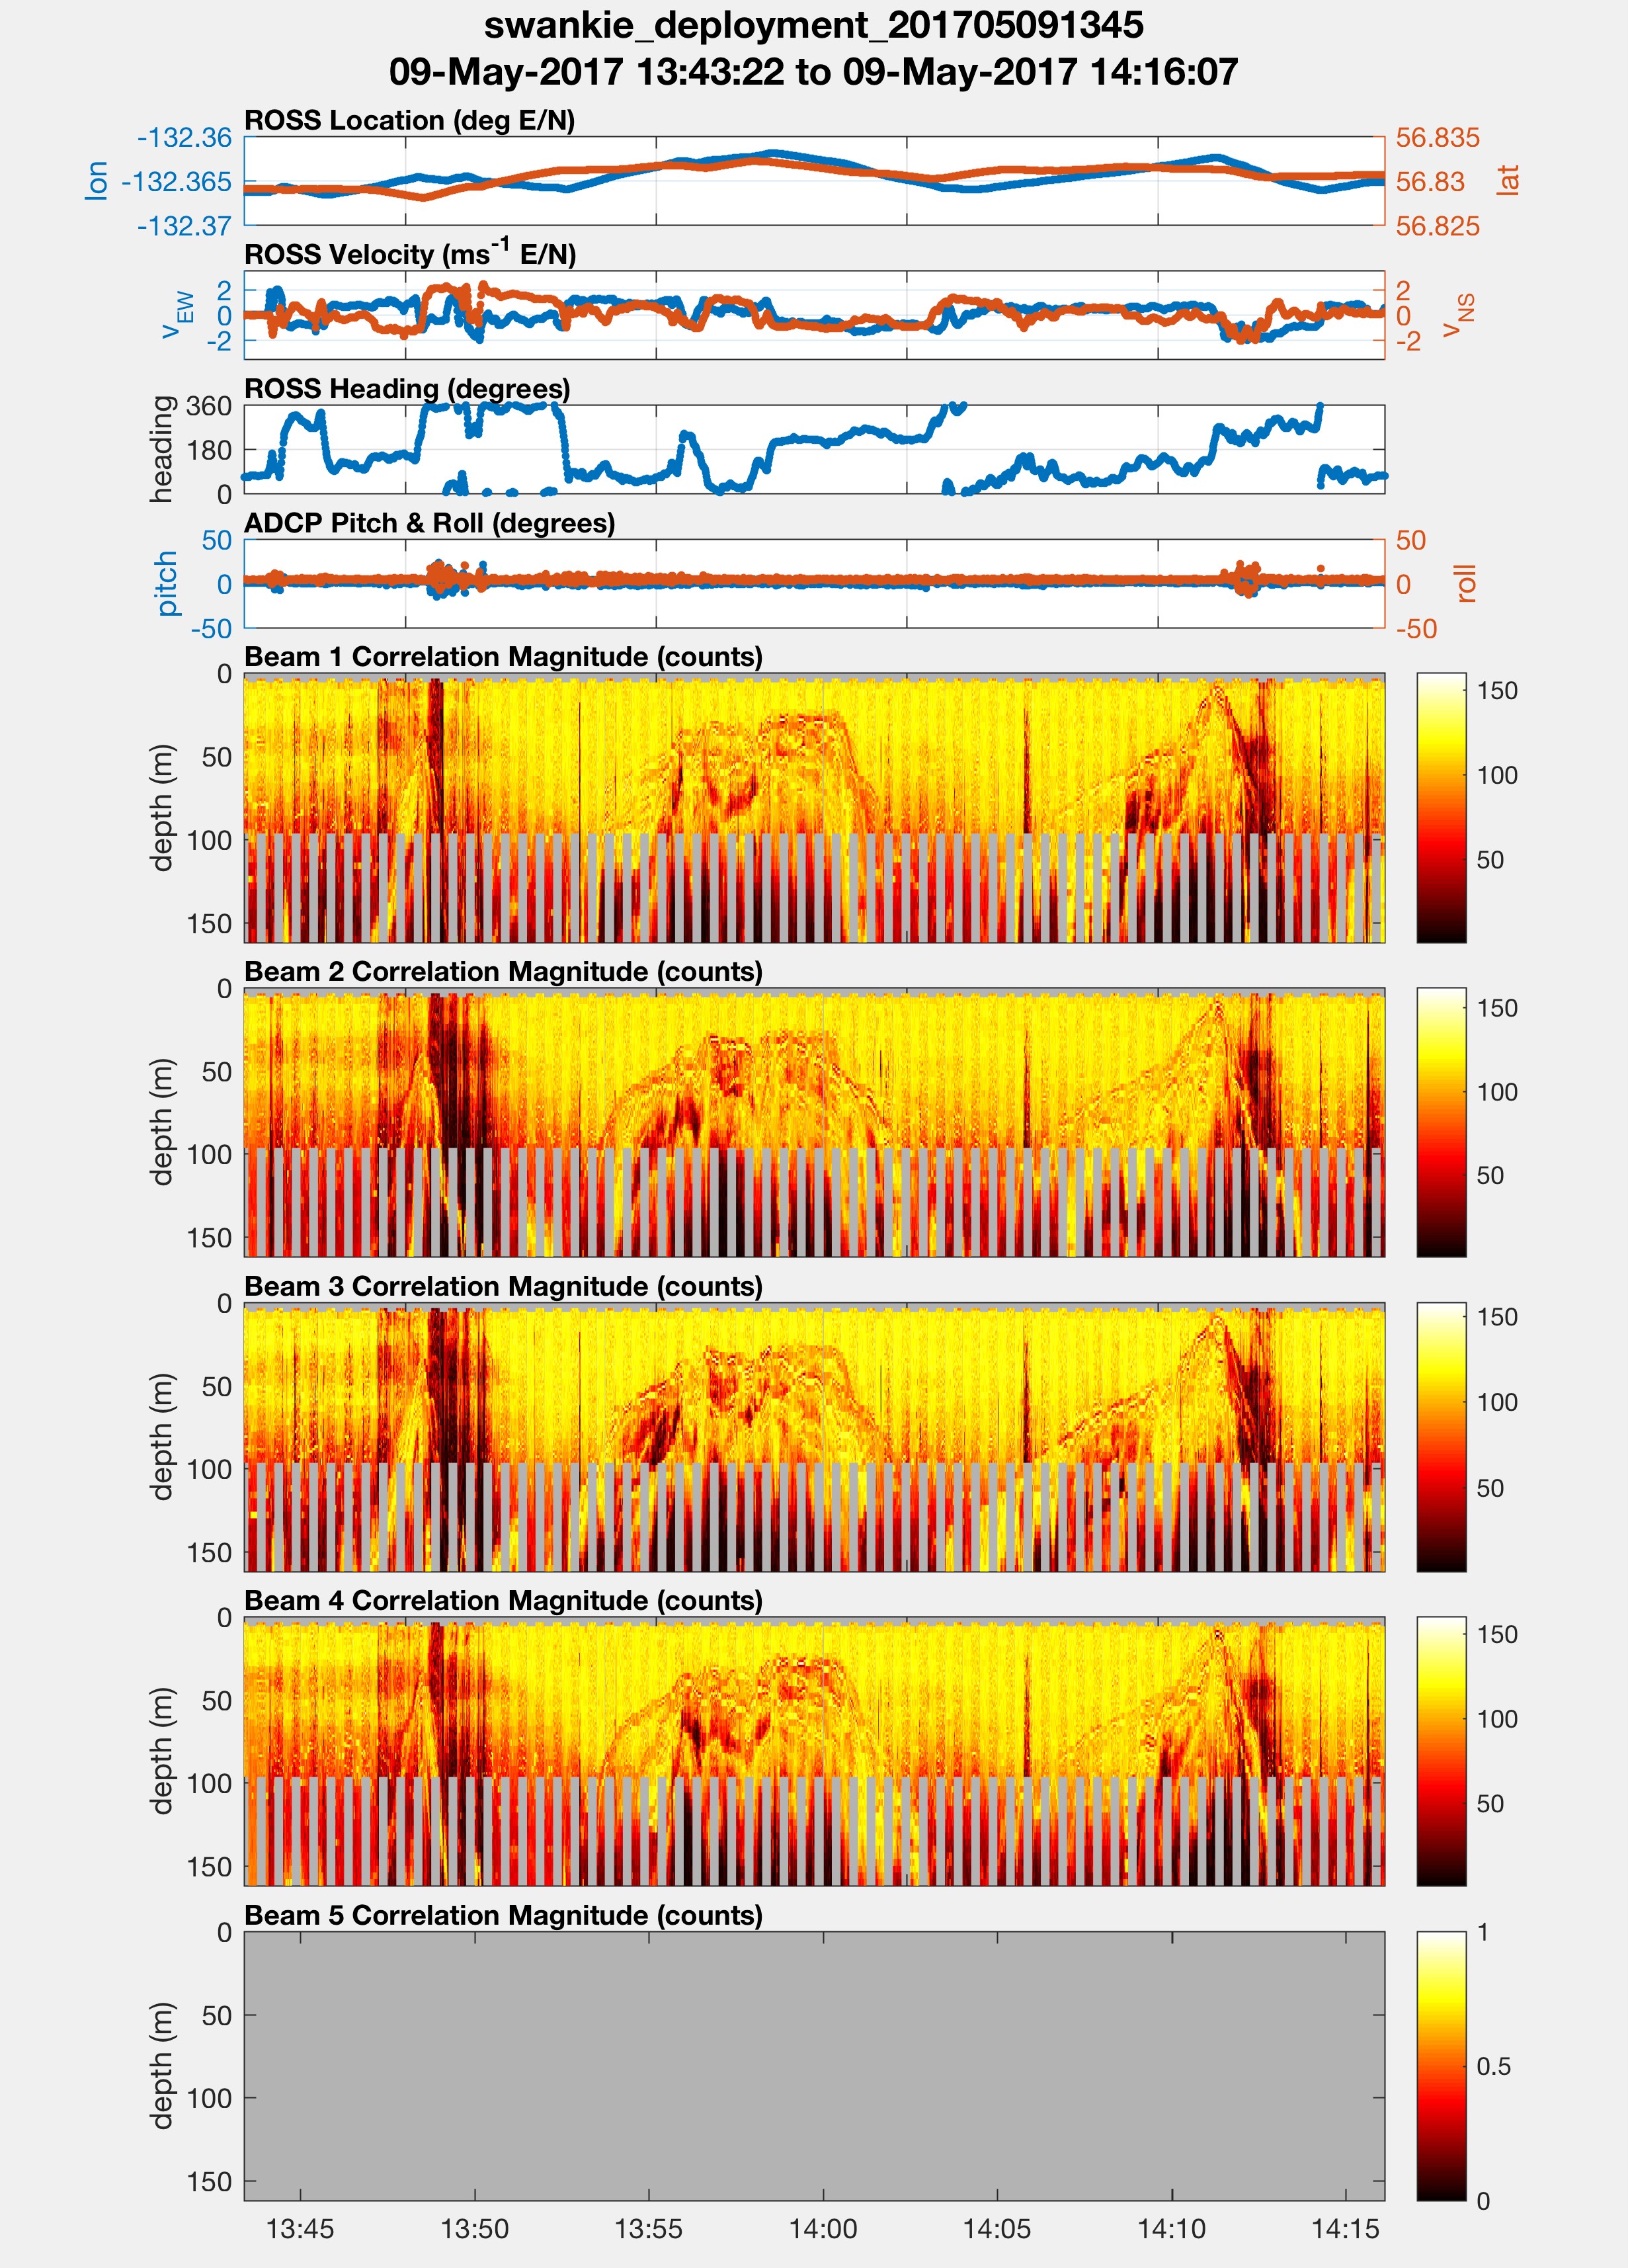 swankie_deployment_201705091345
09-May-2017 13:43:22 to 09-May-2017 14:16:07
ROSS Location (deg E/N)
-132.36
-132.365
-132.37
lon
56.835
56.83
56.825
lat
ROSS Velocity (ms-1 E/N)
2
0
-2
vEW
2
0
-2
vNS
ROSS Heading (degrees)
360
180
0
heading
ADCP Pitch & Roll (degrees)
50
0
-50
pitch
50
0
-50
roll
Beam 1 Correlation Magnitude (counts)
0
50
100
150
depth (m)
150
100
50
Beam 2 Correlation Magnitude (counts)
0
50
100
150
depth (m)
150
100
50
Beam 3 Correlation Magnitude (counts)
0
50
100
150
depth (m)
150
100
50
Beam 4 Correlation Magnitude (counts)
0
50
100
150
depth (m)
150
100
50
Beam 5 Correlation Magnitude (counts)
0
50
100
150
depth (m)
1
0.5
0
13:45 13:50 13:55 14:00 14:05 14:10 14:15